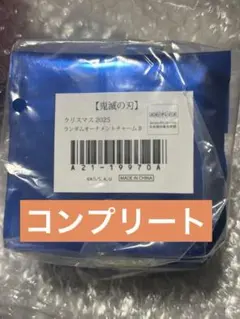 【鬼滅の刃】
クリスマス2025
ランダムオーナメントチャームB
A21-19970A
MADE IN CHINA
コンプリート